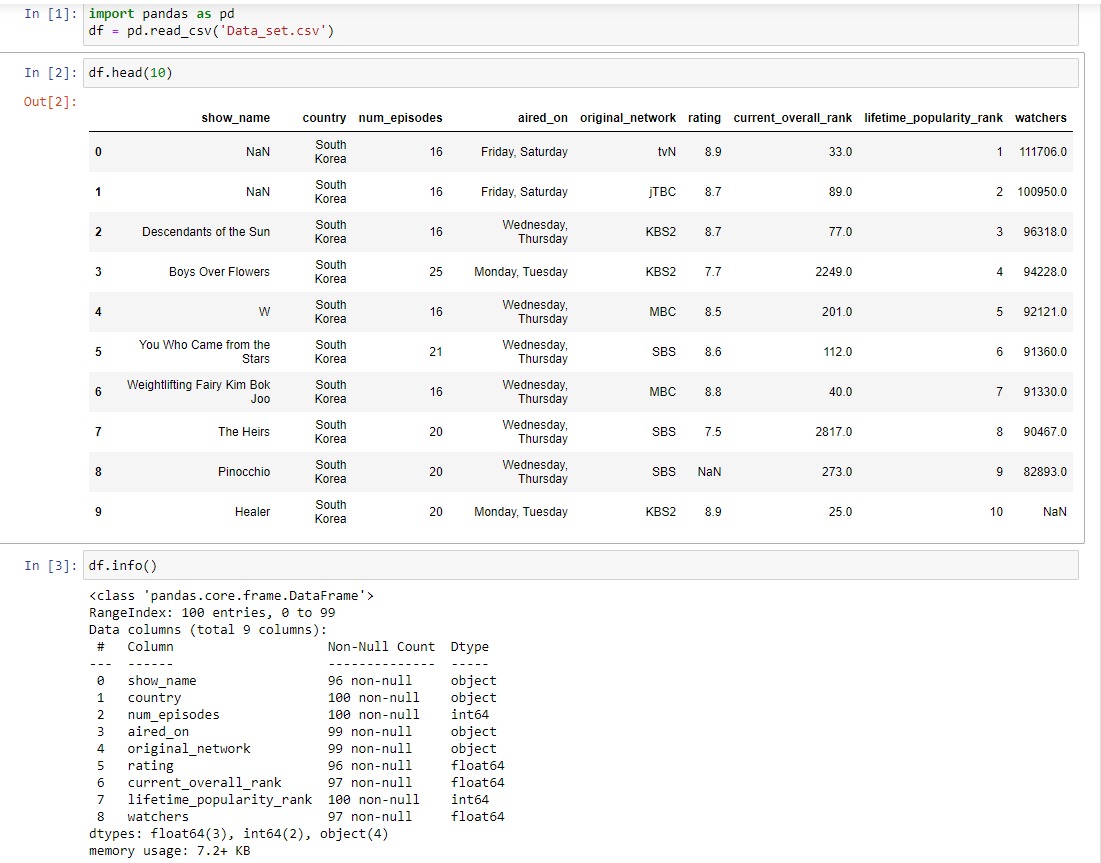 In [1]: import pandas as pd
df = pd.read_csv('Data_set.csv')
In [2]: df.head(10)
Out[2]:
show_name country num_episodes aired_on original_network rating current_overall_rank lifetime_popularity_rank watchers
0 NaN South Korea 16 Friday, Saturday tvN 8.9 33.0 1 111706.0
1 NaN South Korea 16 Friday, Saturday jTBC 8.7 89.0 2 100950.0
2 Descendants of the Sun South Korea 16 Wednesday, Thursday KBS2 8.7 77.0 3 96318.0
3 Boys Over Flowers South Korea 25 Monday, Tuesday KBS2 7.7 2249.0 4 94228.0
4 W South Korea 16 Wednesday, Thursday MBC 8.5 201.0 5 92121.0
5 You Who Came from the Stars South Korea 21 Wednesday, Thursday SBS 8.6 112.0 6 91360.0
6 Weightlifting Fairy Kim Bok Joo South Korea 16 Wednesday, Thursday MBC 8.8 40.0 7 91330.0
7 The Heirs South Korea 20 Wednesday, Thursday SBS 7.5 2817.0 8 90467.0
8 Pinocchio South Korea 20 Wednesday, Thursday SBS NaN 273.0 9 82893.0
9 Healer South Korea 20 Monday, Tuesday KBS2 8.9 25.0 10 NaN
In [3]: df.info()
<class 'pandas.core.frame.DataFrame'>
RangeIndex: 100 entries, 0 to 99
Data columns (total 9 columns):
# Column Non-Null Count Dtype
--- ------ -------------- -----
0 show_name 96 non-null object
1 country 100 non-null object
2 num_episodes 100 non-null int64
3 aired_on 99 non-null object
4 original_network 99 non-null object
5 rating 96 non-null float64
6 current_overall_rank 97 non-null float64
7 lifetime_popularity_rank 100 non-null int64
8 watchers 97 non-null float64
dtypes: float64(3), int64(2), object(4)
memory usage: 7.2+ KB